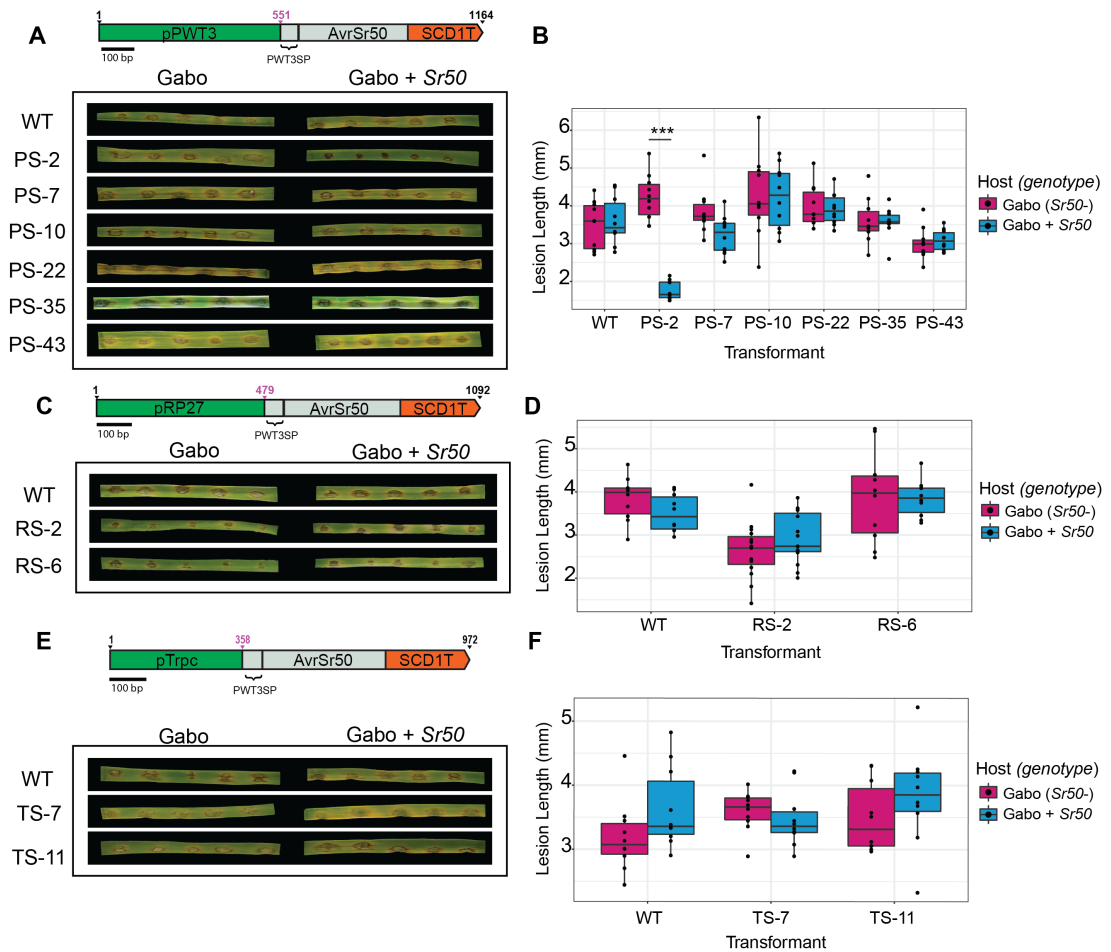 A
1 551 1164
pPWT3 AvrSr50 SCD1T
100 bp PWT3SP
Gabo Gabo + Sr50
WT
PS-2
PS-7
PS-10
PS-22
PS-35
PS-43
B
Lesion Length (mm)
6
5
4
3
2
***
WT PS-2 PS-7 PS-10 PS-22 PS-35 PS-43
Transformant
Host (genotype)
Gabo (Sr50-)
Gabo + Sr50
C
1 479 1092
pRP27 AvrSr50 SCD1T
100 bp PWT3SP
Gabo Gabo + Sr50
WT
RS-2
RS-6
D
Lesion Length (mm)
5
4
3
2
WT RS-2 RS-6
Transformant
Host (genotype)
Gabo (Sr50-)
Gabo + Sr50
E
1 358 972
pTrpc AvrSr50 SCD1T
100 bp PWT3SP
Gabo Gabo + Sr50
WT
TS-7
TS-11
F
Lesion Length (mm)
5
4
3
WT TS-7 TS-11
Transformant
Host (genotype)
Gabo (Sr50-)
Gabo + Sr50